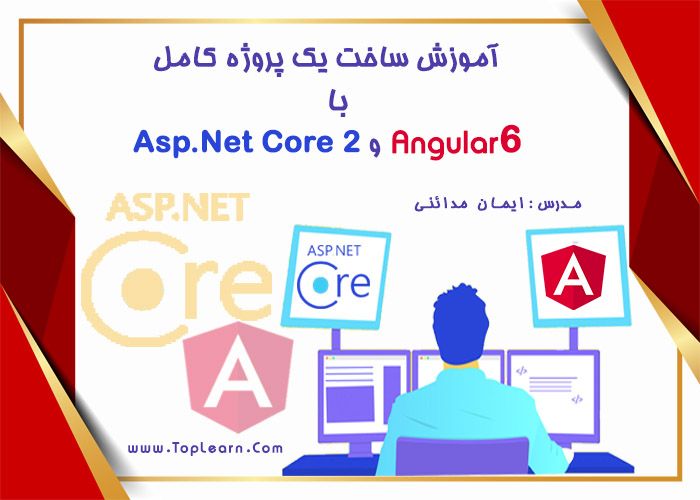 آموزش ساخت یک پروژه کامل
با
Angular6 و Asp.Net Core 2
مدرس:ایمان مدائنی
ASP.NET
Core
ASP.NET
Core
A
A
</>
</>
www.TopLearn.Com